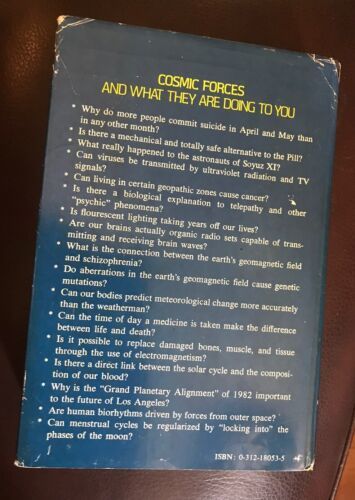 COSMIC FORCES
AND WHAT THEY ARE DOING TO YOU
• Why do more people commit suicide in April and May than
in any other month?
• Is there a mechanical and totally safe alternative to the Pill?
• What really happened to the astronauts of Soyuz XI?
• Can viruses be transmitted by ultraviolet radiation and TV
signals?
• Can living in certain geopathic zones cause cancer?
• Is there a biological explanation to telepathy and other
"psychic" phenomena?
• Is flourescent lighting taking years off our lives?
• Are our brains actually organic radio sets capable of trans-
mitting and receiving brain waves?
• What is the connection between the earth's geomagnetic field
and schizophrenia?
• Do aberrations in the earth's geomagnetic field cause genetic
mutations?
• Can our bodies predict meteorological change more accurately
than the weatherman?
• Can the time of day a medicine is taken make the difference
between life and death?
• Is it possible to replace damaged bones, muscle, and tissue
through the use of electromagnetism?
• Is there a direct link between the solar cycle and the composi-
tion of our blood?
• Why is the "Grand Planetary Alignment" of 1982 important
to the future of Los Angeles?
• Are human biorhythms driven by forces from outer space?
• Can menstrual cycles be regularized by "locking into" the
phases of the moon?
ISBN: 0-312-18053-5